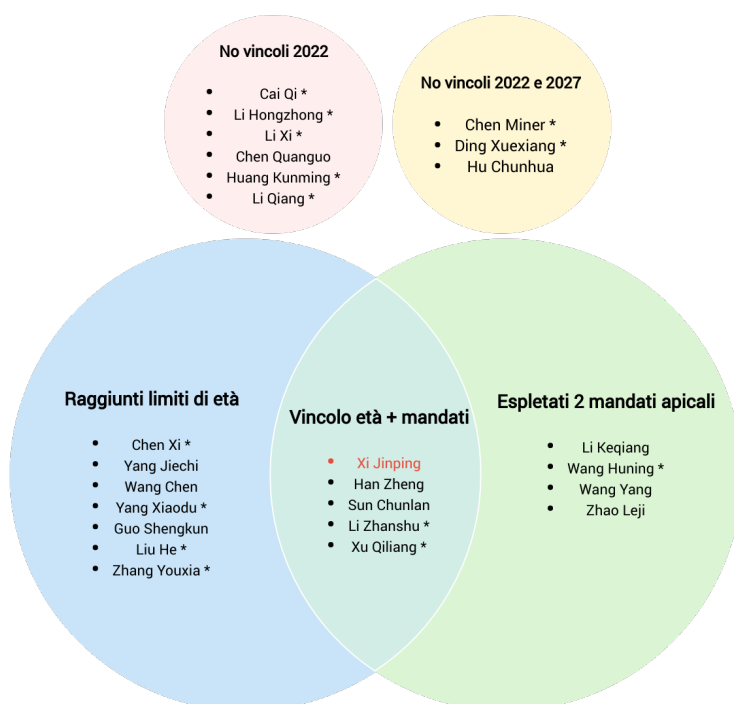 No vincoli 2022
• Cai Qi *
• Li Hongzhong *
• Li Xi *
• Chen Quanguo
• Huang Kunming *
• Li Qiang *
No vincoli 2022 e 2027
• Chen Miner *
• Ding Xuexiang *
• Hu Chunhua
Raggiunti limiti di età
• Chen Xi *
• Yang Jiechi
• Wang Chen
• Yang Xiaodu *
• Guo Shengkun
• Liu He *
• Zhang Youxia *
Vincolo età + mandati
• Xi Jinping
• Han Zheng
• Sun Chunlan
• Li Zhanshu *
• Xu Qiliang *
Espletati 2 mandati apicali
• Li Keqiang
• Wang Huning *
• Wang Yang
• Zhao Leji